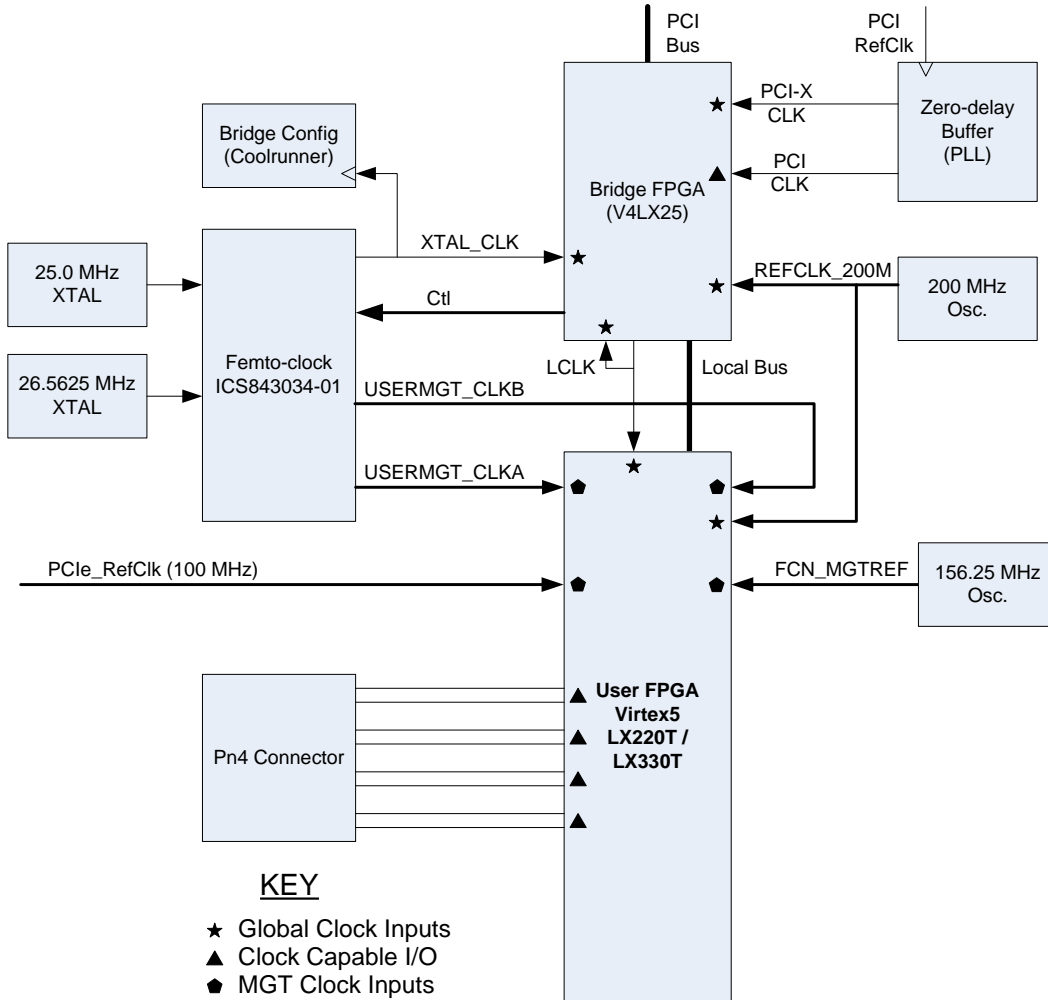 PCI
Bus
PCI
RefClk
PCI-X
CLK
Zero-delay
Buffer
(PLL)
Bridge Config
(Coolrunner)
PCI
CLK
Bridge FPGA
(V4LX25)
XTAL_CLK
25.0 MHz
XTAL
REFCLK_200M
200 MHz
Osc.
Ctl
Femto-clock
ICS843034-01
LCLK
Local Bus
26.5625 MHz
XTAL
USERMGT_CLKB
USERMGT_CLKA
PCIe_RefClk (100 MHz)
FCN_MGTREF
156.25 MHz
Osc.
User FPGA
Virtex5
LX220T /
LX330T
Pn4 Connector
KEY
Global Clock Inputs
Clock Capable I/O
MGT Clock Inputs